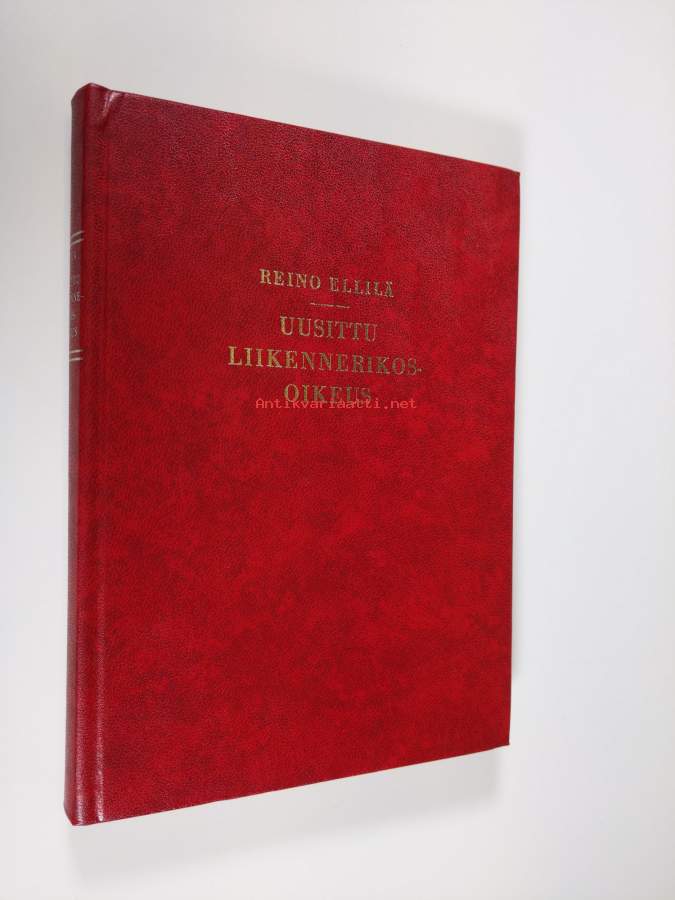 REINO ELLILÄ
UUSITTU
LIIKENNERIKOS-
OIKEUS
Antikvariaatti.net